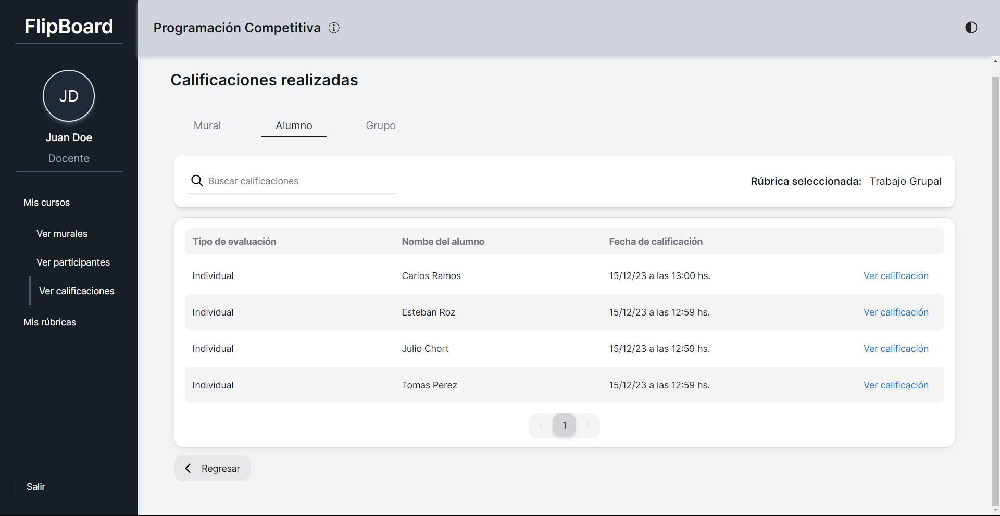 FlipBoard
JD
Juan Doe
Docente
Mis cursos
Ver murales
Ver participantes
Ver calificaciones
Mis rúbricas
Salir
Programación Competitiva
Calificaciones realizadas
Mural Alumno Grupo
Buscar calificaciones
Rúbrica seleccionada: Trabajo Grupal
Tipo de evaluación Nombe del alumno Fecha de calificación
Individual Carlos Ramos 15/12/23 a las 13:00 hs. Ver calificación
Individual Esteban Roz 15/12/23 a las 12:59 hs. Ver calificación
Individual Julio Chort 15/12/23 a las 12:59 hs. Ver calificación
Individual Tomas Perez 15/12/23 a las 12:59 hs. Ver calificación
1
Regresar